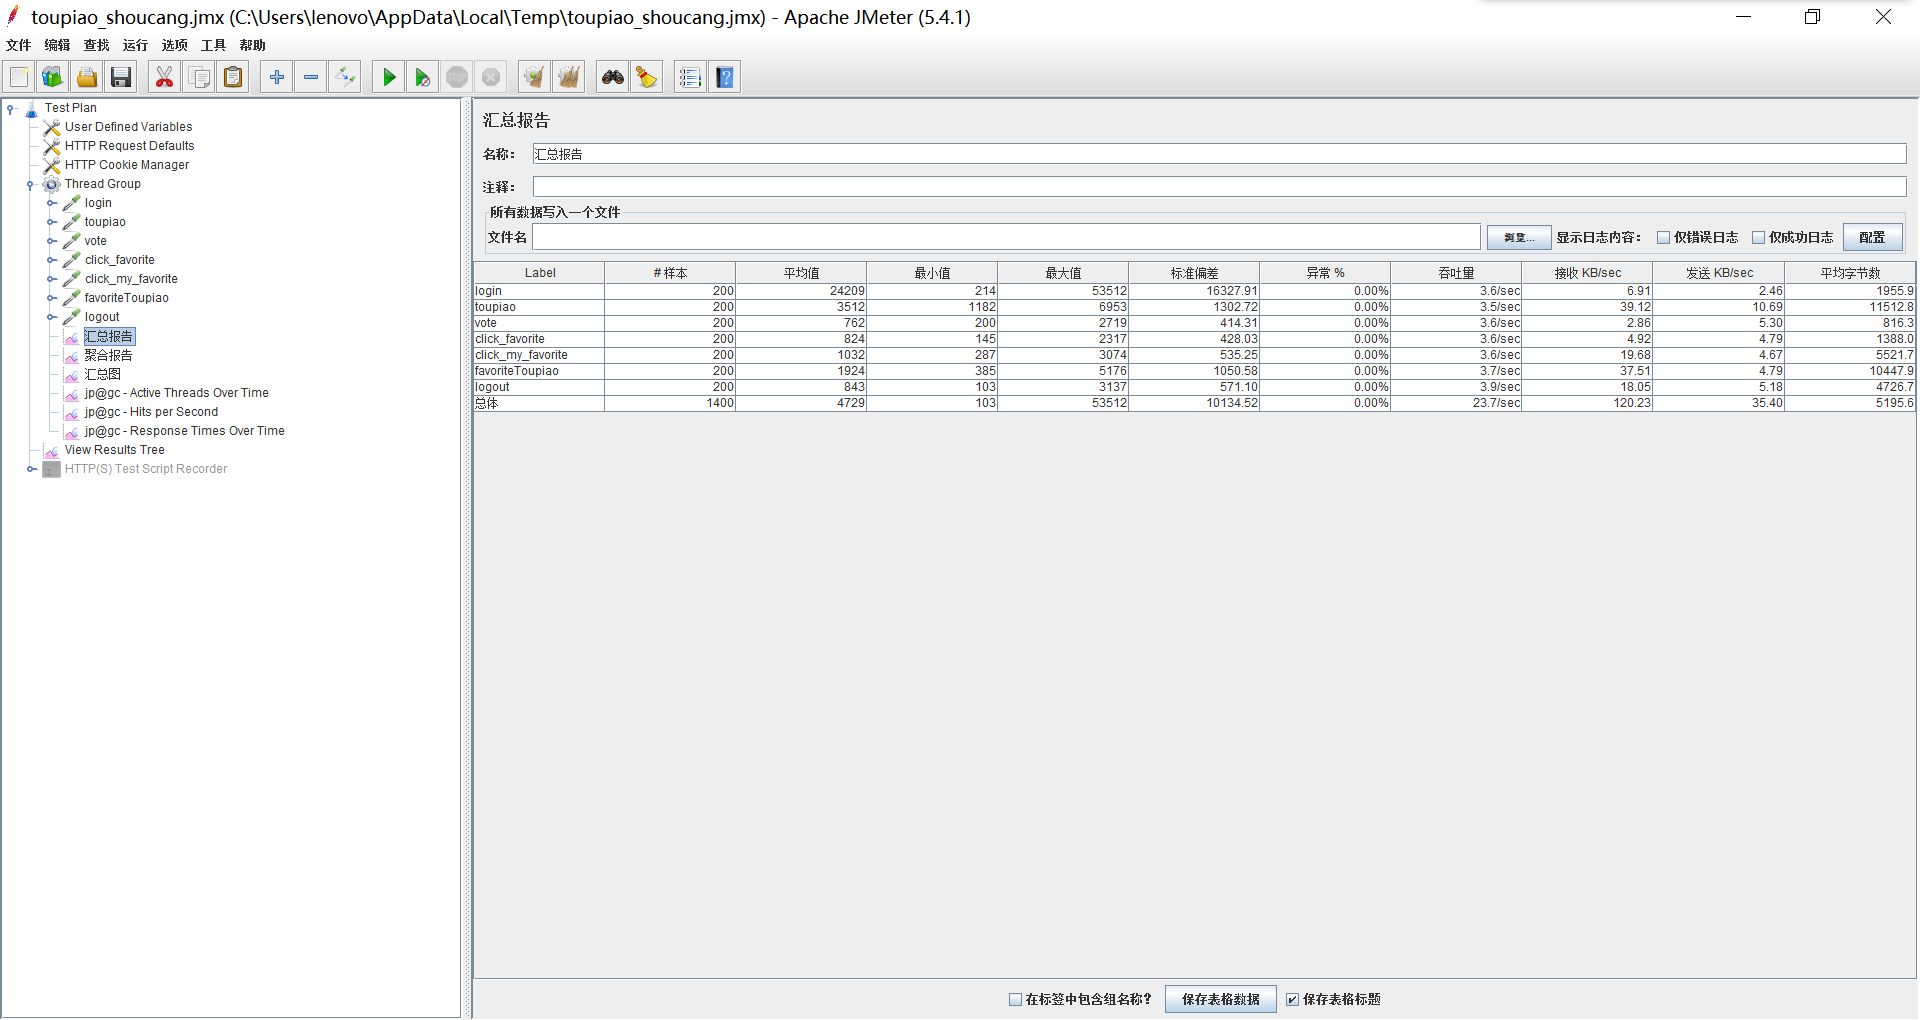 toupiao_shoucang.jmx (C:\Users\lenovo\AppData\Local\Temp\toupiao_shoucang.jmx) - Apache JMeter (5.4.1)
文件 编辑 查找 运行 选项 工具 帮助
STOP
Test Plan
User Defined Variables
HTTP Request Defaults
HTTP Cookie Manager
Thread Group
login
toupiao
vote
click_favorite
click_my_favorite
favoriteToupiao
logout
汇总报告
聚合报告
汇总图
jp@gc - Active Threads Over Time
jp@gc - Hits per Second
jp@gc - Response Times Over Time
View Results Tree
HTTP(S) Test Script Recorder
汇总报告
名称： 汇总报告
注释：
所有数据写入一个文件
文件名 浏览... 显示日志内容： 仅错误日志 仅成功日志 配置
Label # 样本 平均值 最小值 最大值 标准偏差 异常 % 吞吐量 接收 KB/sec 发送 KB/sec 平均字节数
login 200 24209 214 53512 16327.91 0.00% 3.6/sec 6.91 2.46 1955.9
toupiao 200 3512 1182 6953 1302.72 0.00% 3.5/sec 39.12 10.69 11512.8
vote 200 762 200 2719 414.31 0.00% 3.6/sec 2.86 5.30 816.3
click_favorite 200 824 145 2317 428.03 0.00% 3.6/sec 4.92 4.79 1388.0
click_my_favorite 200 1032 287 3074 535.25 0.00% 3.6/sec 19.68 4.67 5521.7
favoriteToupiao 200 1924 385 5176 1050.58 0.00% 3.7/sec 37.51 4.79 10447.9
logout 200 843 103 3137 571.10 0.00% 3.9/sec 18.05 5.18 4726.7
总体 1400 4729 103 53512 10134.52 0.00% 23.7/sec 120.23 35.40 5195.6
在标签中包含组名称？ 保存表格数据 保存表格标题